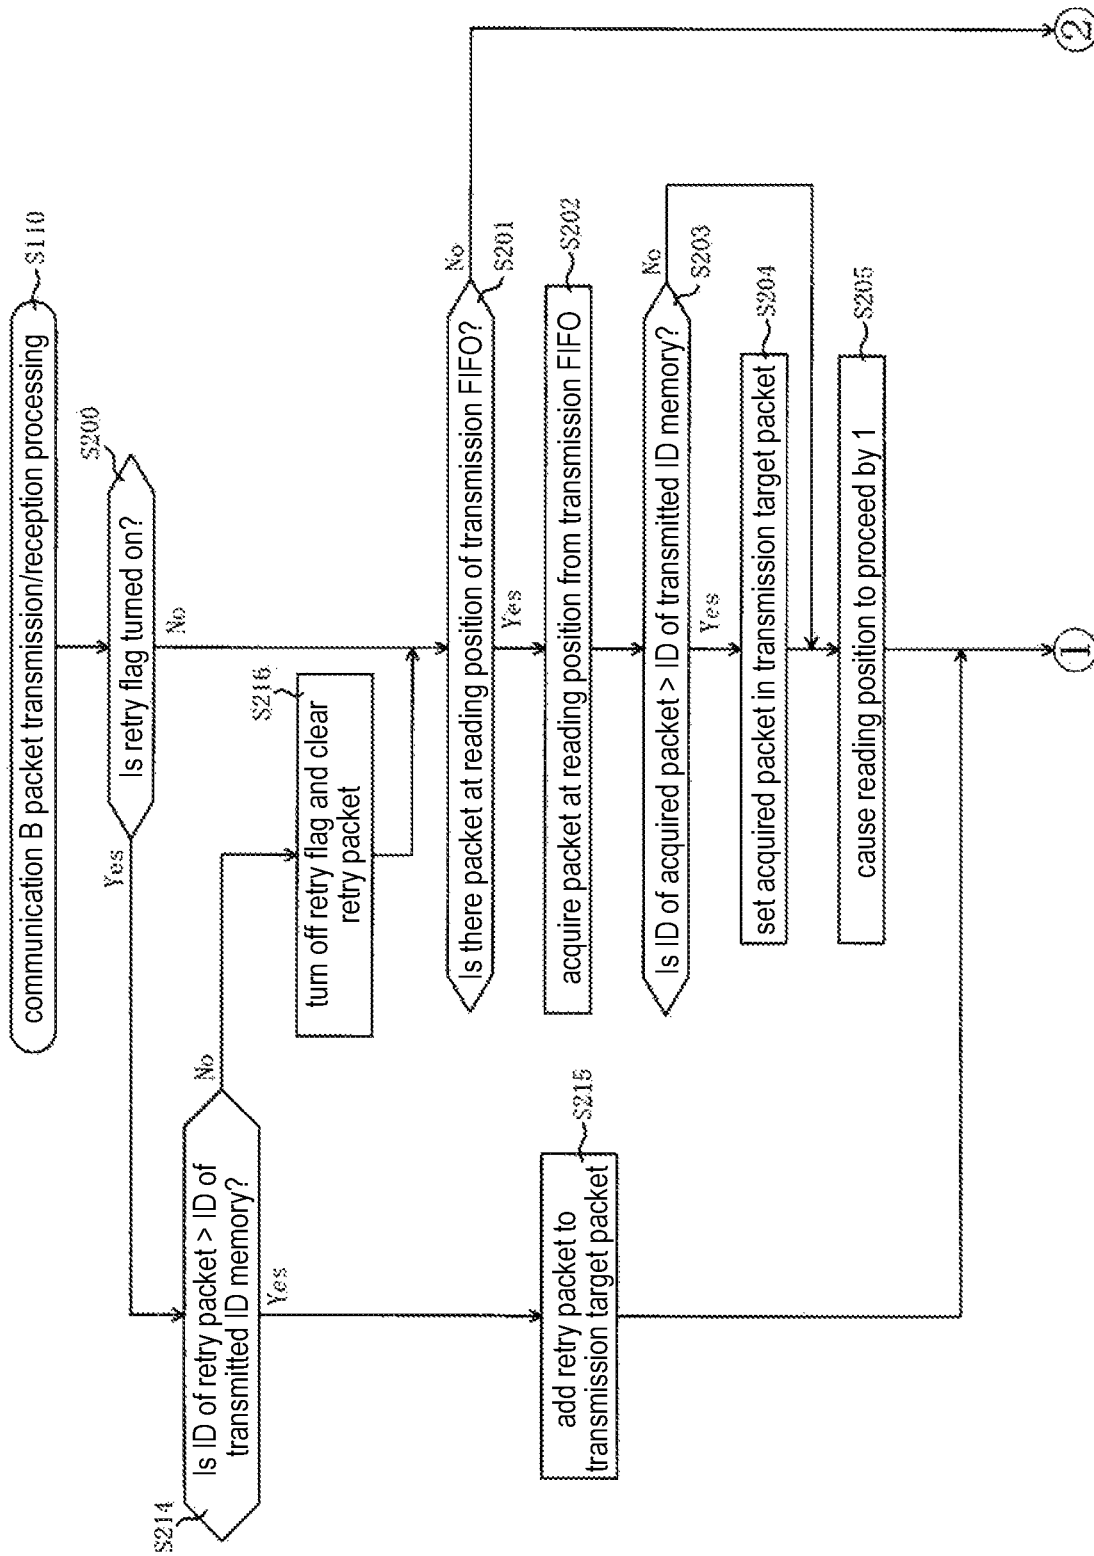 communication B packet transmission/reception processing
S110
S200
Is retry flag turned on?
Yes
No
S214
Is ID of retry packet > ID of
transmitted ID memory?
No
Yes
S216
turn off retry flag and clear
retry packet
Is there packet at reading position of transmission FIFO?
S201
No
Yes
acquire packet at reading position from transmission FIFO
S202
Is ID of acquired packet > ID of transmitted ID memory?
S203
No
Yes
set acquired packet in transmission target packet
S204
add retry packet to
transmission target packet
S215
cause reading position to proceed by 1
S205
1
2